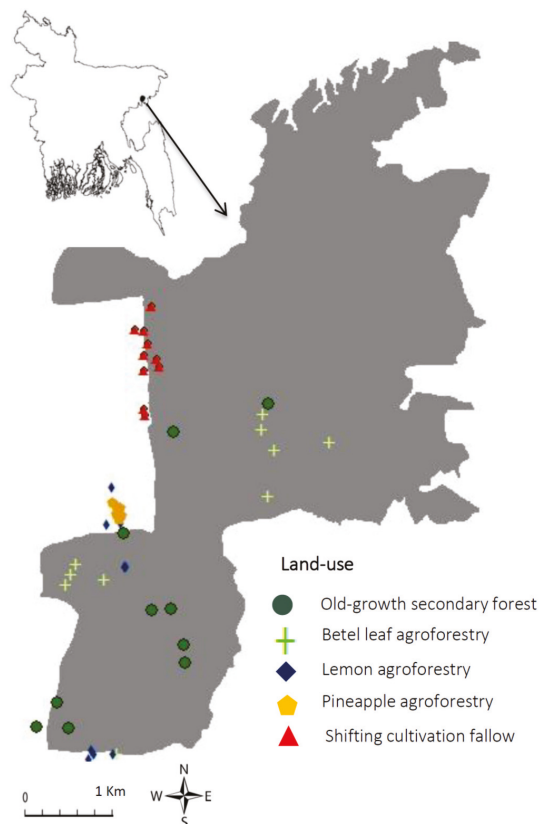 Land-use
Old-growth secondary forest
Betel leaf agroforestry
Lemon agroforestry
Pineapple agroforestry
Shifting cultivation fallow
N
W E
S
1 Km
0